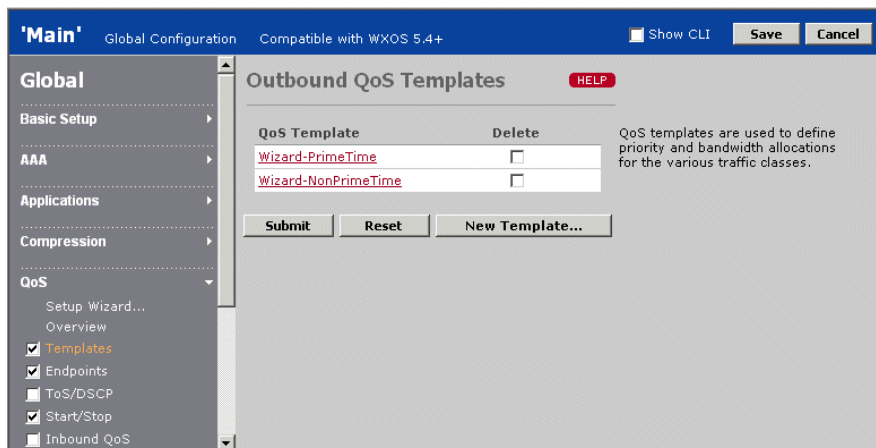 'Main' Global Configuration Compatible with WXOS 5.4+ Show CLI Save Cancel
Global
Basic Setup
AAA
Applications
Compression
QoS
Setup Wizard...
Overview
Templates
Endpoints
ToS/DSCP
Start/Stop
Inbound QoS
Outbound QoS Templates HELP
QoS Template Delete
Wizard-PrimeTime
Wizard-NonPrimeTime
Submit Reset New Template...
QoS templates are used to define
priority and bandwidth allocations
for the various traffic classes.